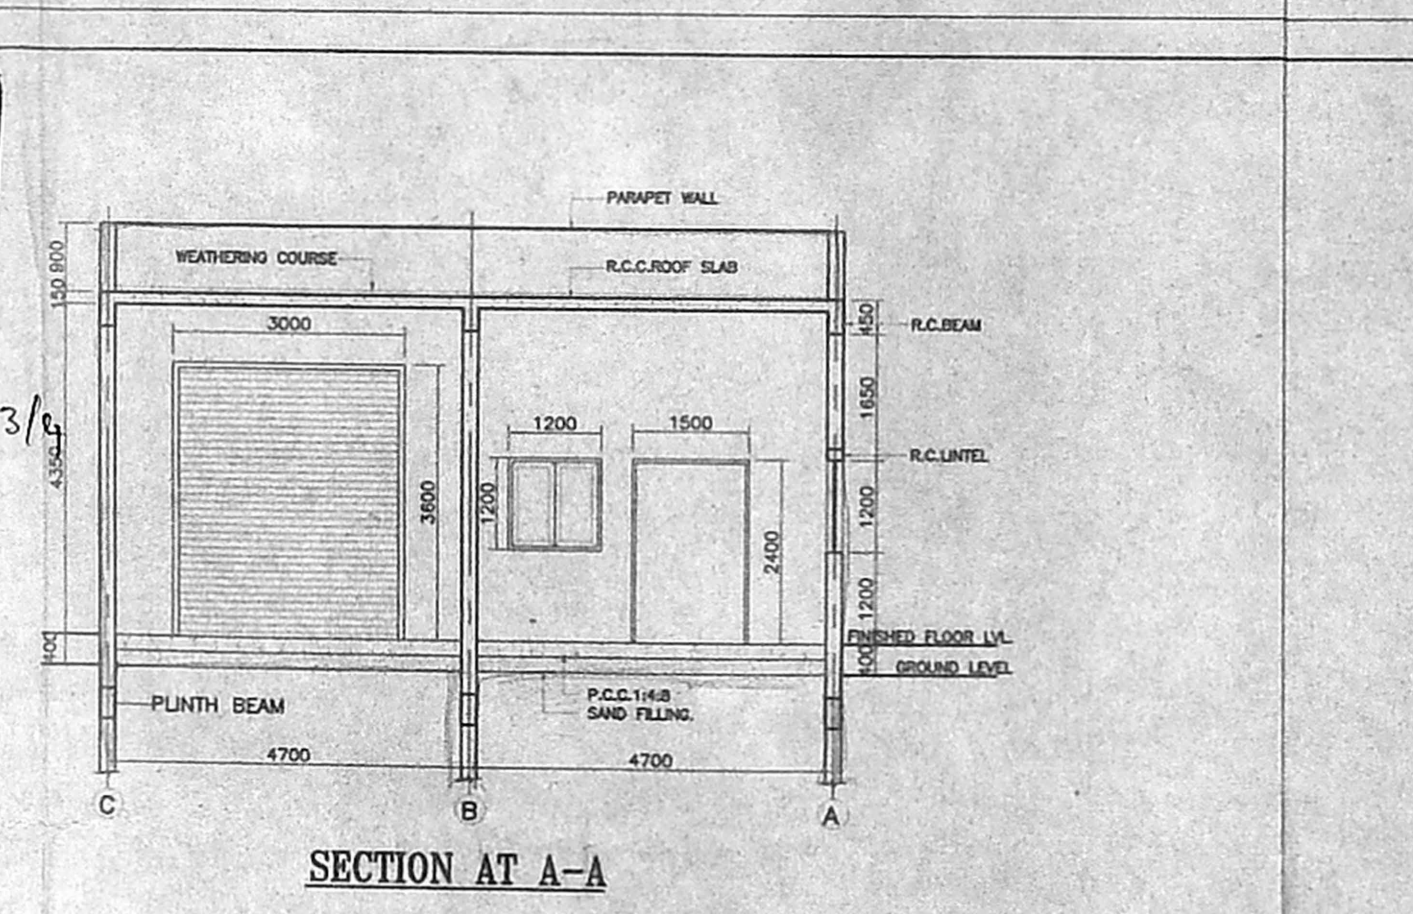 PARAPET WALL
WEATHERING COURSE
R.C.C.ROOF SLAB
900
150
3000
450
R.C.BEAM
1650
1200
1500
R.C.LINTEL
4350
3600
1200
1200
2400
1200
FINISHED FLOOR LVL
400
400
GROUND LEVEL
P.C.C.1:4:8
SAND FILLING.
PLINTH BEAM
4700
4700
C
B
A
SECTION AT A-A